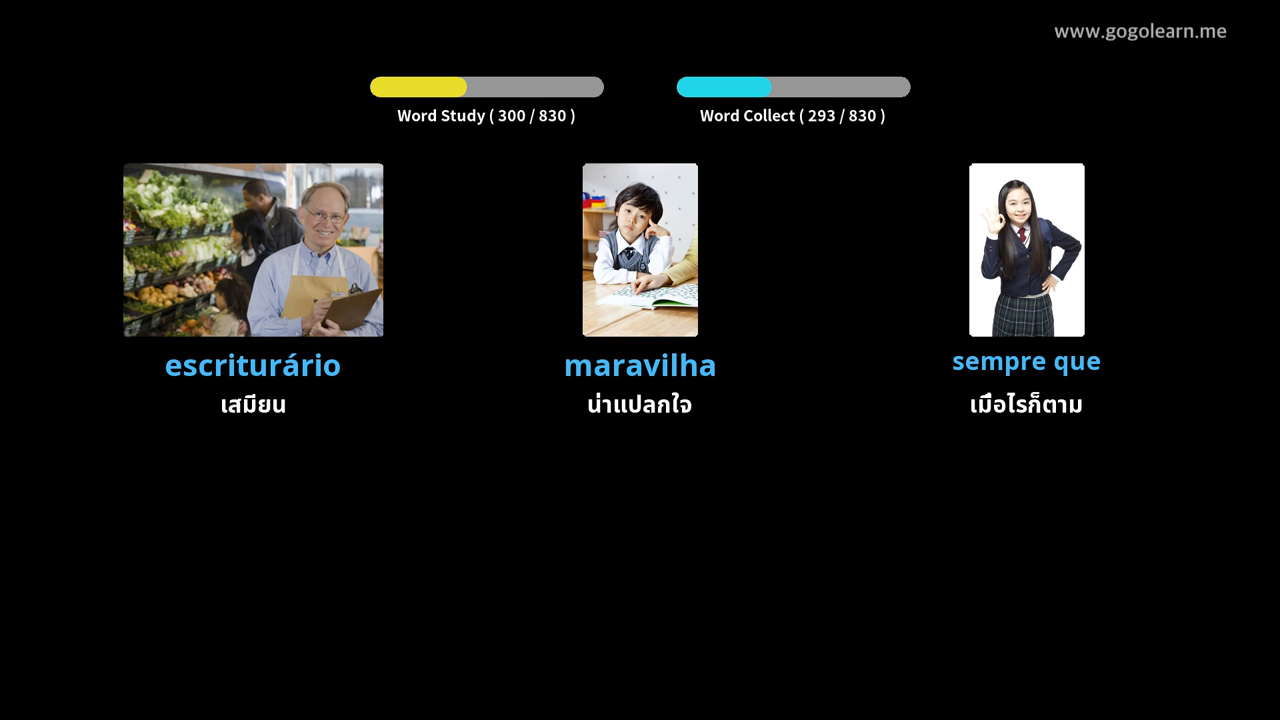 www.gogolearn.me
Word Study ( 300 / 830 )
Word Collect ( 293 / 830 )
escriturário
maravilha
sempre que
เสมียน
น่าแปลกใจ
เมื่อไรก็ตาม